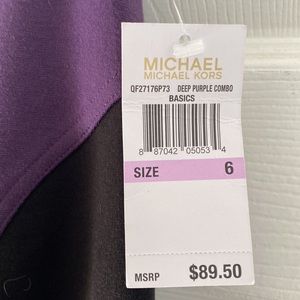 MICHAEL
MICHAEL KORS
QF27176P73 DEEP PURPLE COMBO
BASICS
8 87042 05053 4
SIZE 6
MSRP $89.50